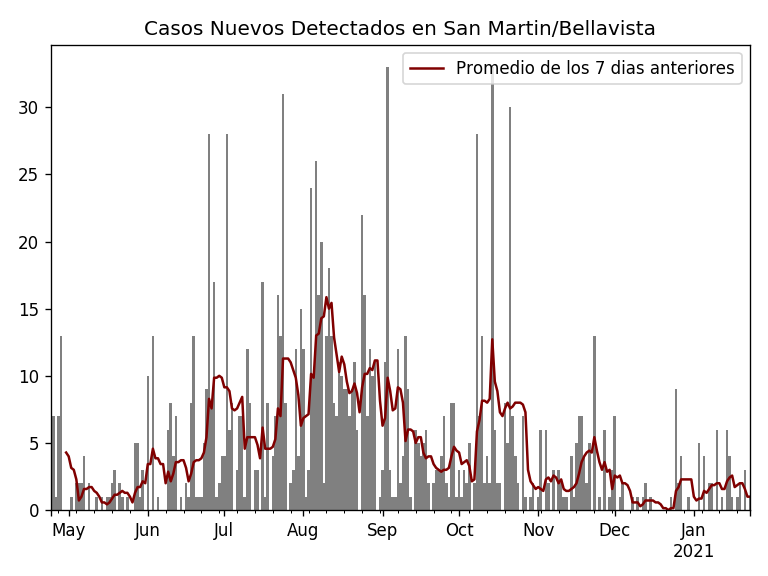 Casos Nuevos Detectados en San Martin/Bellavista
Promedio de los 7 dias anteriores
30
25
20
15
10
5
0
May Jun Jul Aug Sep Oct Nov Dec Jan
2021